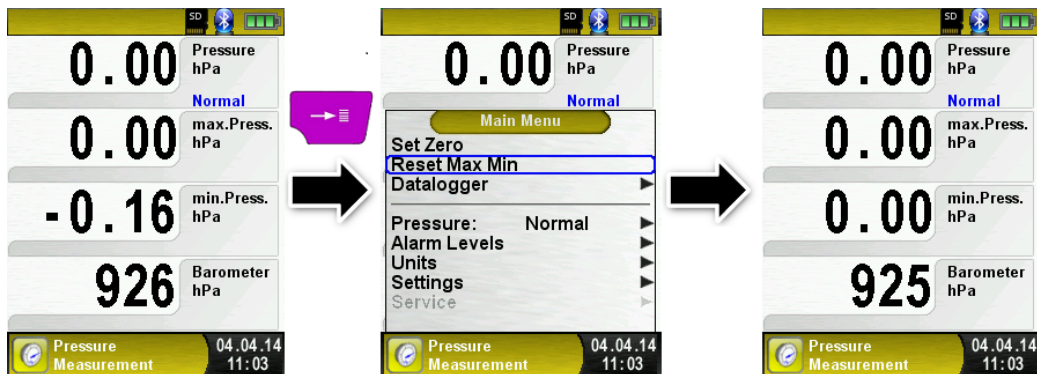 SD
0.00 Pressure
hPa
Normal
0.00 max.Press.
hPa
-0.16 min.Press.
hPa
926 Barometer
hPa
Pressure
Measurement
04.04.14
11:03
SD
0.00 Pressure
hPa
Normal
Main Menu
Set Zero
Reset Max Min
Datalogger
Pressure: Normal
Alarm Levels
Units
Settings
Service
Pressure
Measurement
04.04.14
11:03
SD
0.00 Pressure
hPa
Normal
0.00 max.Press.
hPa
0.00 min.Press.
hPa
925 Barometer
hPa
Pressure
Measurement
04.04.14
11:03